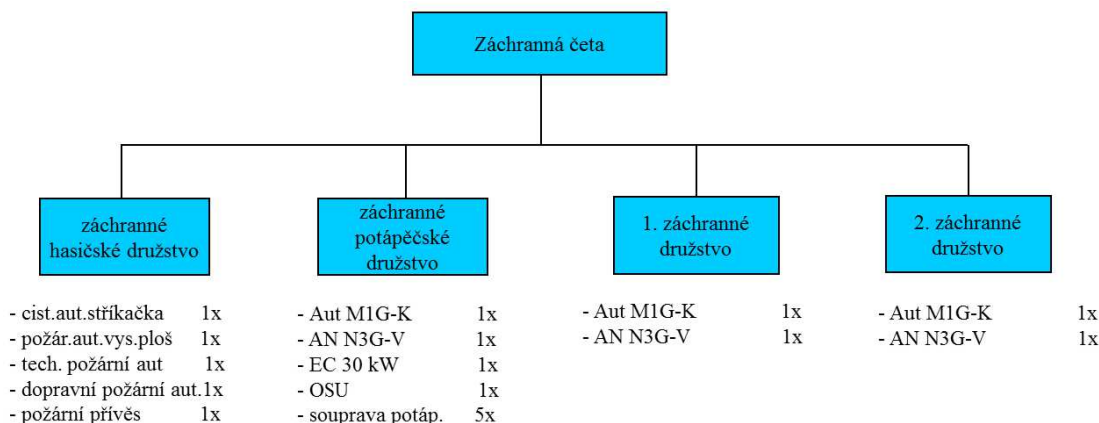 Záchranná četa
záchranné
hasičské družstvo
záchranné
potápěčské
družstvo
1. záchranné
družstvo
2. záchranné
družstvo
- cist.aut.stříkačka 1x
- požár.aut.vys.ploš 1x
- tech. požární aut 1x
- dopravní požární aut.1x
- požární přívěs 1x
- Aut M1G-K 1x
- AN N3G-V 1x
- EC 30 kW 1x
- OSU 1x
- souprava potáp. 5x
- Aut M1G-K 1x
- AN N3G-V 1x
- Aut M1G-K 1x
- AN N3G-V 1x